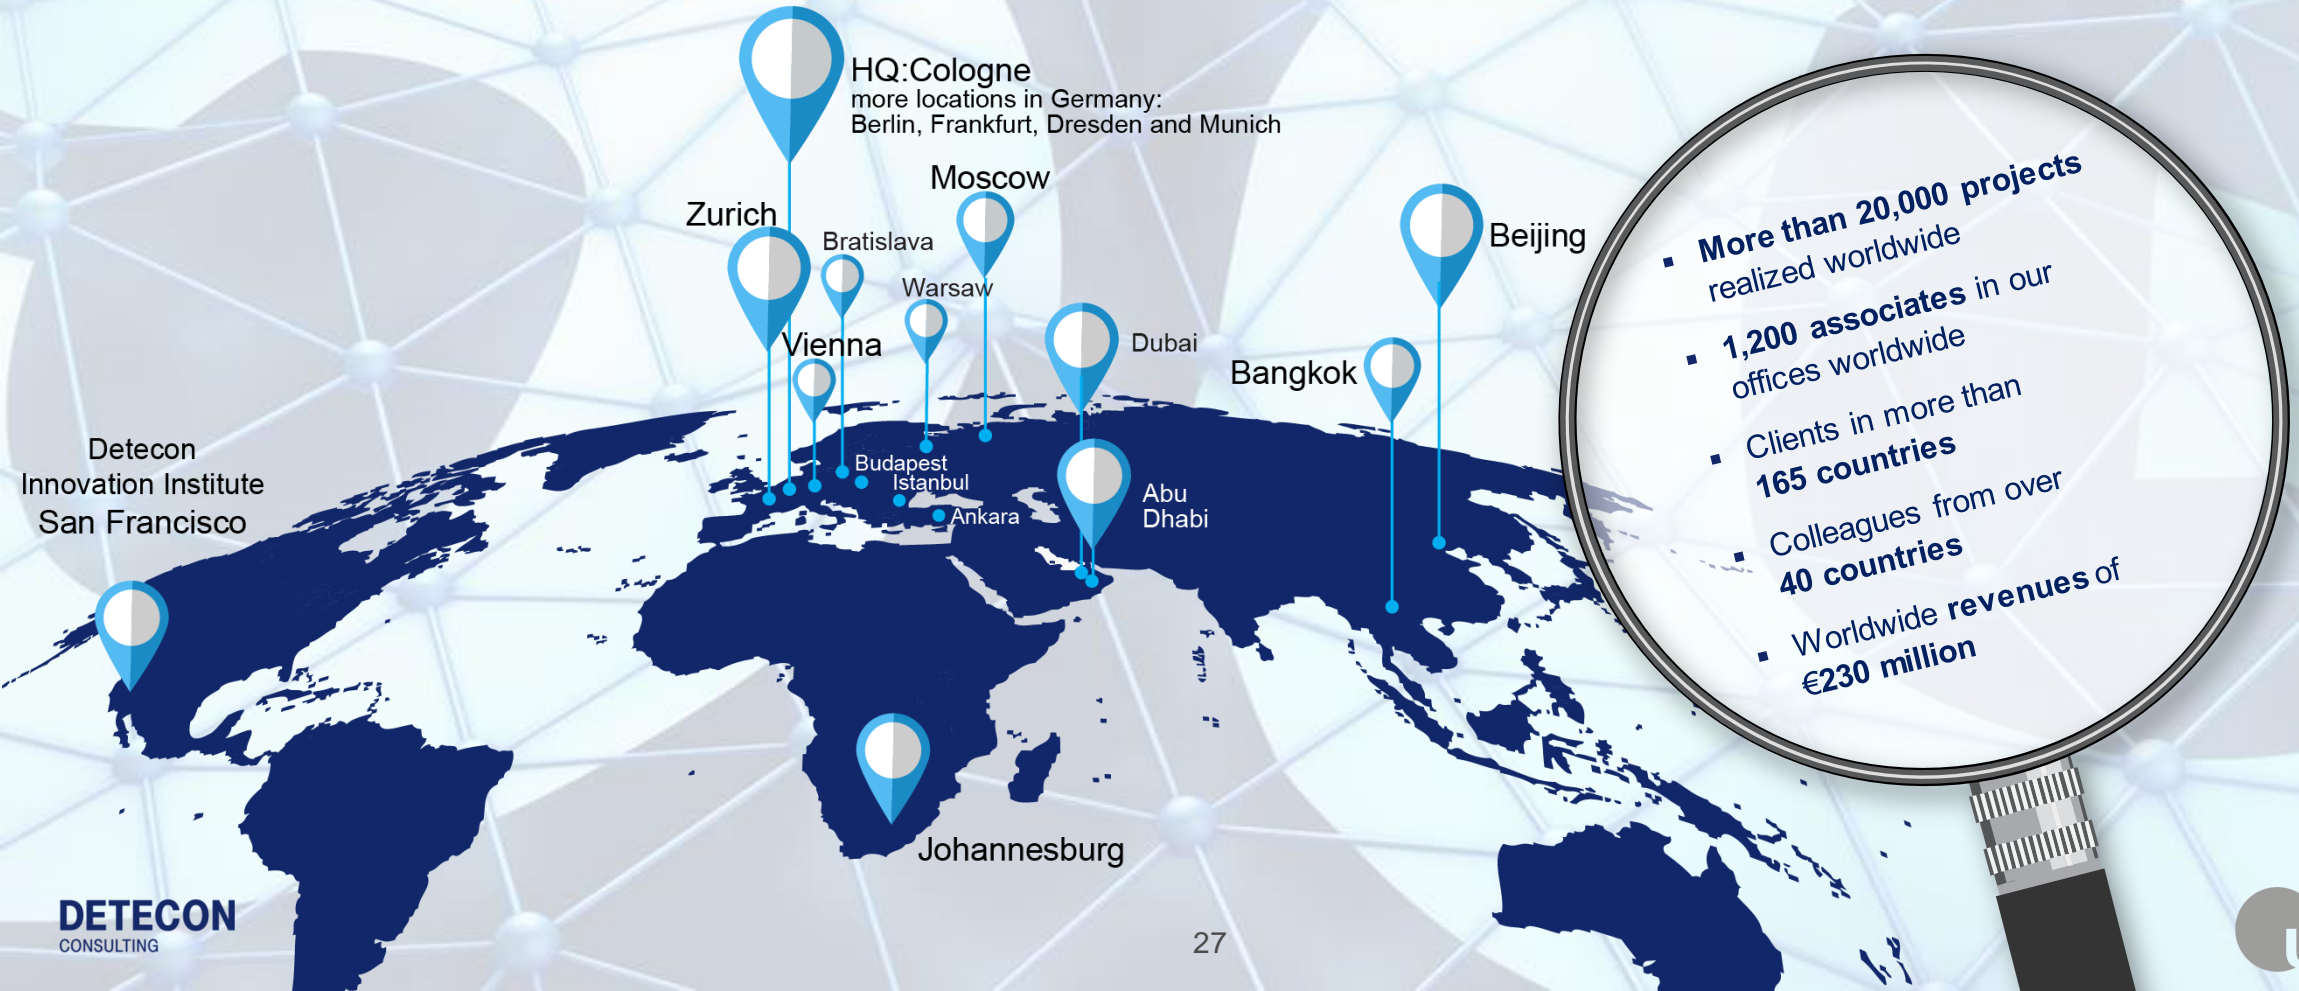 HQ:Cologne
more locations in Germany:
Berlin, Frankfurt, Dresden and Munich
Moscow
Zurich
Bratislava
Beijing
Warsaw
Vienna
Dubai
Bangkok
Detecon
Innovation Institute
San Francisco
Budapest
Istanbul
Ankara
Abu
Dhabi
Johannesburg
▪ More than 20,000 projects
realized worldwide
▪ 1,200 associates in our
offices worldwide
▪ Clients in more than
165 countries
▪ Colleagues from over
40 countries
▪ Worldwide revenues of
€230 million
DETECON
CONSULTING
27